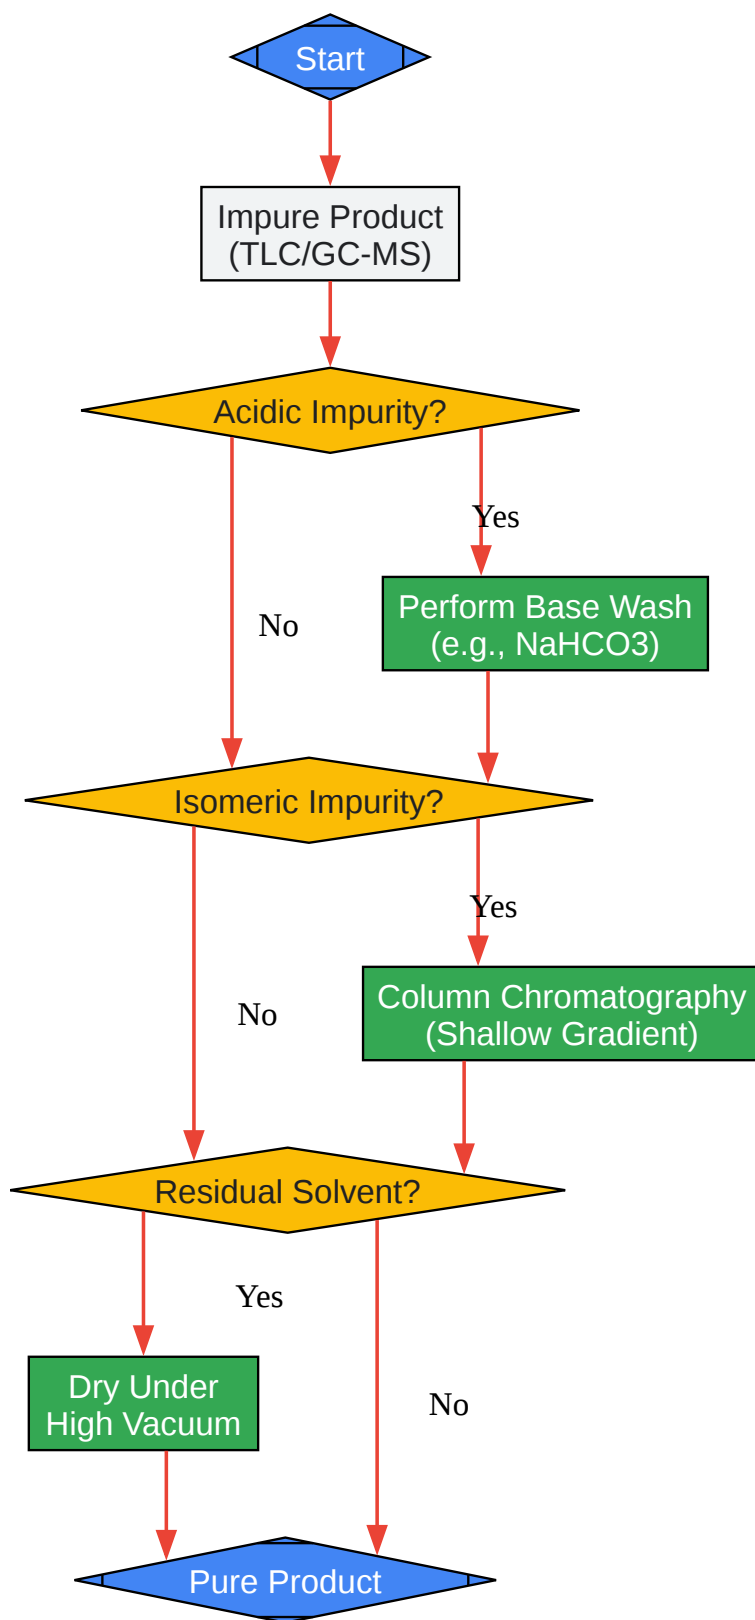 Start
Impure Product
(TLC/GC-MS)
Acidic Impurity?
Yes
Perform Base Wash
(e.g., NaHCO3)
No
Isomeric Impurity?
Yes
Column Chromatography
(Shallow Gradient)
No
Residual Solvent?
Yes
Dry Under
High Vacuum
No
Pure Product